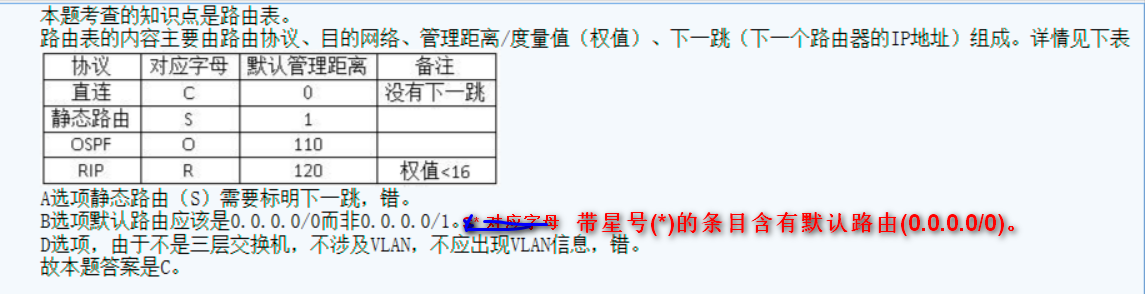 本题考查的知识点是路由表。
路由表的内容主要由路由协议、目的网络、管理距离/度量值（权值）、下一跳（下一个路由器的IP地址）组成。详情见下表
协议 对应字母 默认管理距离 备注
直连 C 0 没有下一跳
静态路由 S 1
OSPF O 110
RIP R 120 权值<16
A选项静态路由（S）需要标明下一跳，错。
B选项默认路由应该是0.0.0.0/0而非0.0.0.0/1。对应字母 带星号(*)的条目含有默认路由(0.0.0.0/0)。
D选项，由于不是三层交换机，不涉及VLAN，不应出现VLAN信息，错。
故本题答案是C。